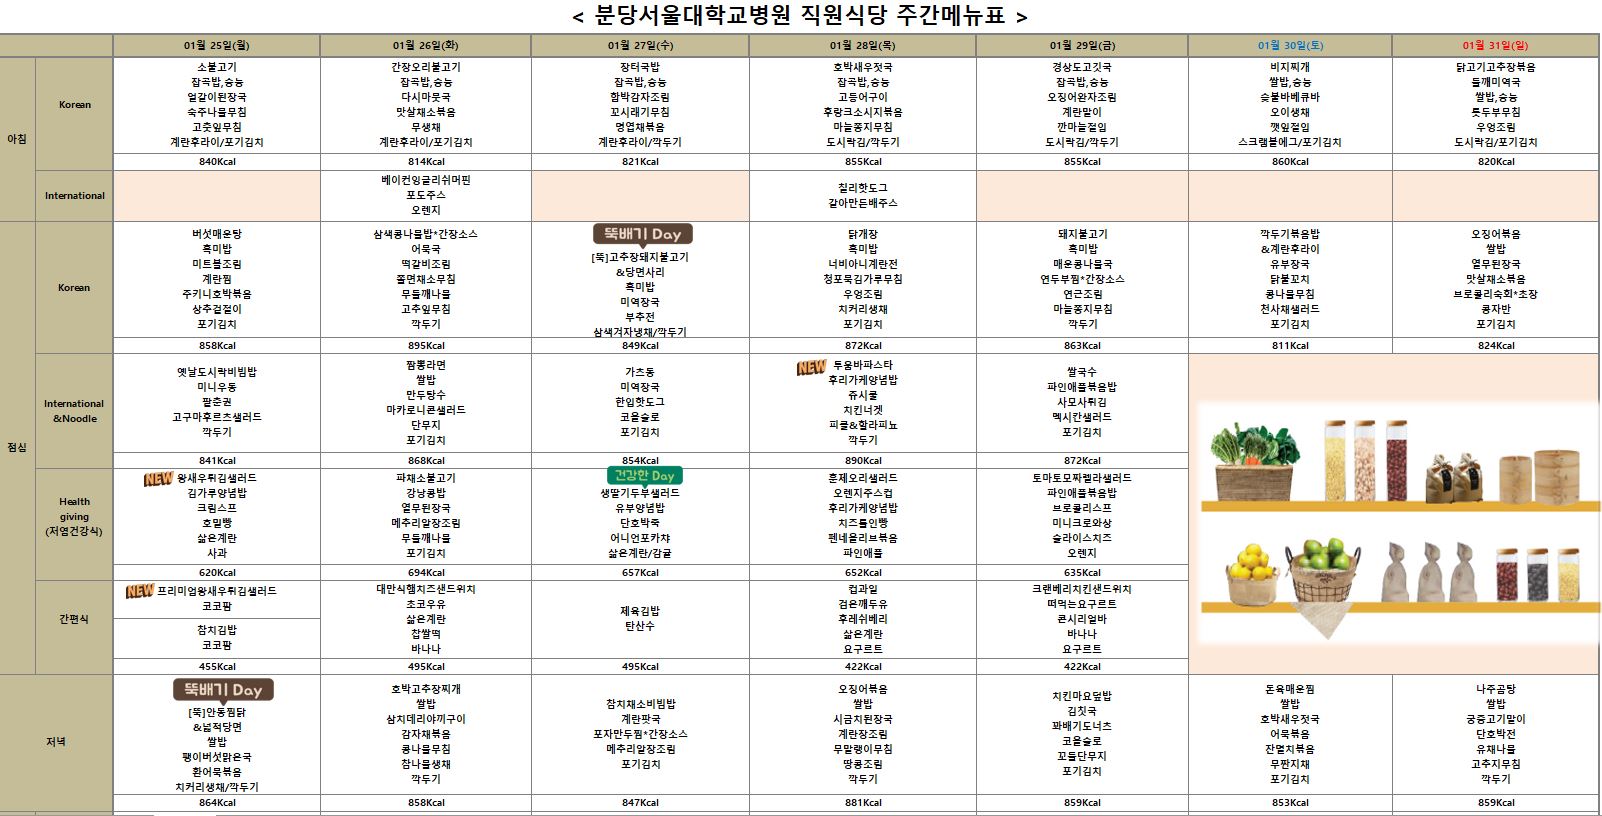 < 분당서울대학교병원 직원식당 주간메뉴표 >
01월 25일(월) 01월 26일(화) 01월 27일(수) 01월 28일(목) 01월 29일(금) 01월 30일(토) 01월 31일(일)
아침
Korean
소불고기
잡곡밥,숭늉
얼갈이된장국
숙주나물무침
고춧잎무침
계란후라이/포기김치
840Kcal
간장오리불고기
잡곡밥,숭늉
다시마뭇국
맛살채소볶음
무생채
계란후라이/포기김치
814Kcal
장터국밥
잡곡밥,숭늉
함박감자조림
꼬시래기무침
명엽채볶음
계란후라이/깍두기
821Kcal
호박새우젓국
잡곡밥,숭늉
고등어구이
후랑크소시지볶음
마늘쫑지무침
도시락김/깍두기
855Kcal
경상도고깃국
잡곡밥,숭늉
오징어완자조림
계란말이
깐마늘절임
도시락김/깍두기
855Kcal
비지찌개
쌀밥,숭늉
숯불바베큐바
오이생채
깻잎절임
스크램블에그/포기김치
860Kcal
닭고기고추장볶음
들깨미역국
쌀밥,숭늉
톳두부무침
우엉조림
도시락김/포기김치
820Kcal
International
베이컨잉글리쉬머핀
포도주스
오렌지
칠리핫도그
갈아만든배주스
점심
Korean
버섯매운탕
흑미밥
미트볼조림
계란찜
주키니호박볶음
상추겉절이
포기김치
858Kcal
삼색콩나물밥*간장소스
어묵국
떡갈비조림
쫄면채소무침
무들깨나물
고추잎무침
깍두기
895Kcal
뚝배기 Day
[뚝]고추장돼지불고기
&당면사리
흑미밥
미역장국
부추전
삼색겨자냉채/깍두기
849Kcal
닭개장
흑미밥
너비아니계란전
청포묵김가루무침
우엉조림
치커리생채
포기김치
872Kcal
돼지불고기
흑미밥
매운콩나물국
연두부찜*간장소스
연근조림
마늘쫑지무침
깍두기
863Kcal
깍두기볶음밥
&계란후라이
유부장국
닭불꼬치
콩나물무침
천사채샐러드
포기김치
811Kcal
오징어볶음
쌀밥
열무된장국
맛살채소볶음
브로콜리숙회*초장
콩자반
포기김치
824Kcal
International
&Noodle
옛날도시락비빔밥
미니우동
팥춘권
고구마후르츠샐러드
깍두기
841Kcal
짬뽕라면
쌀밥
만두탕수
마카로니콘샐러드
단무지
포기김치
868Kcal
가츠동
미역장국
한입핫도그
코울슬로
포기김치
854Kcal
NEW 투움바파스타
후리가케양념밥
쥬시쿨
치킨너겟
피클&할라피뇨
깍두기
890Kcal
쌀국수
파인애플볶음밥
사모사튀김
멕시칸샐러드
포기김치
872Kcal
Health
giving
(저염건강식)
NEW 왕새우튀김샐러드
김가루양념밥
크림스프
호밀빵
삶은계란
사과
620Kcal
파채소불고기
강낭콩밥
열무된장국
메추리알장조림
무들깨나물
포기김치
694Kcal
건강한 Day
생딸기두부샐러드
유부양념밥
단호박죽
어니언포카챠
삶은계란/감귤
657Kcal
훈제오리샐러드
오렌지주스컵
후리가케양념밥
치즈롤인빵
펜네올리브볶음
파인애플
652Kcal
토마토모짜렐라샐러드
파인애플볶음밥
브로콜리스프
미니크로와상
슬라이스치즈
오렌지
635Kcal
간편식
NEW 프리미엄왕새우튀김샐러드
코코팜
참치김밥
코코팜
455Kcal
대만식햄치즈샌드위치
초코우유
삶은계란
찹쌀떡
바나나
495Kcal
제육김밥
탄산수
495Kcal
컵과일
검은깨두유
후레쉬베리
삶은계란
요구르트
422Kcal
크랜베리치킨샌드위치
떠먹는요구르트
콘시리얼바
바나나
요구르트
422Kcal
저녁
뚝배기 Day
[뚝]안동찜닭
&넓적당면
쌀밥
팽이버섯맑은국
환어묵볶음
치커리생채/깍두기
864Kcal
호박고추장찌개
쌀밥
삼치데리야끼구이
감자채볶음
콩나물무침
참나물생채
깍두기
858Kcal
참치채소비빔밥
계란팟국
포자만두찜*간장소스
메추리알장조림
포기김치
847Kcal
오징어볶음
쌀밥
시금치된장국
계란장조림
무말랭이무침
땅콩조림
깍두기
881Kcal
치킨마요덮밥
김칫국
꽈배기도너츠
코울슬로
꼬들단무지
포기김치
859Kcal
돈육매운찜
쌀밥
호박새우젓국
어묵볶음
잔멸치볶음
무짠지채
포기김치
853Kcal
나주곰탕
쌀밥
궁중고기말이
단호박전
유채나물
고추지무침
깍두기
859Kcal